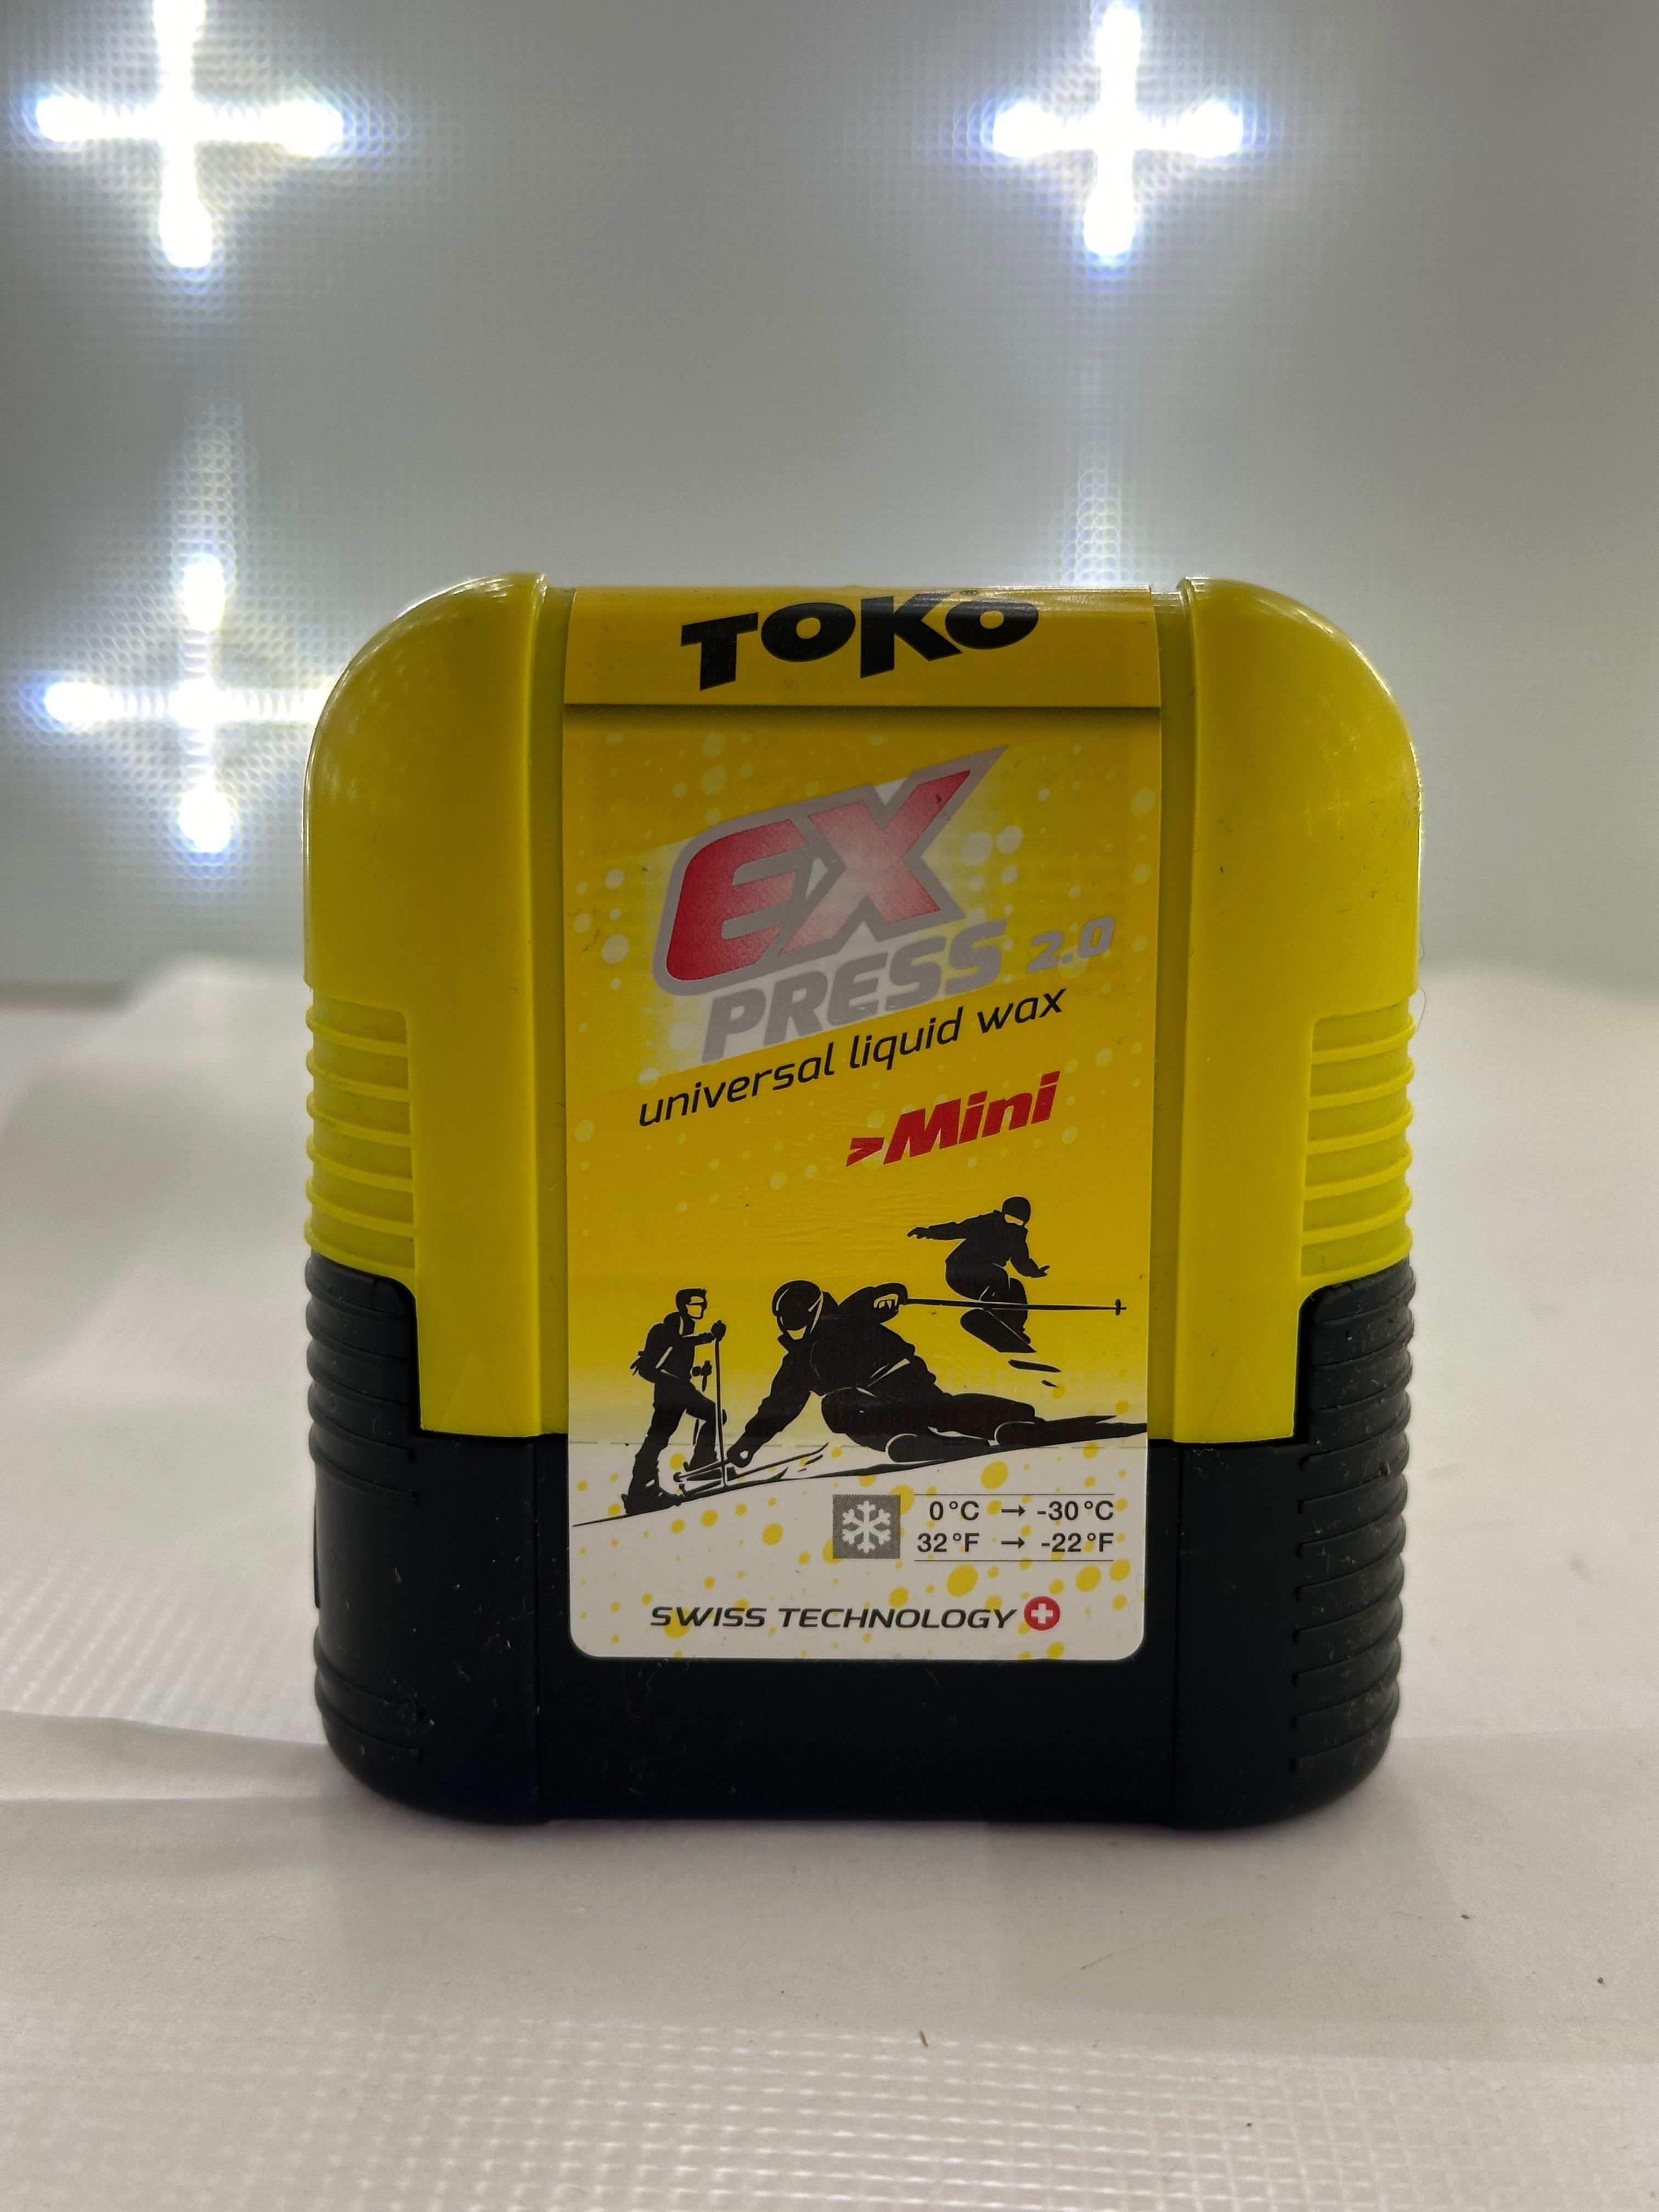 TOKO®
EX
PRESS 2.0
universal liquid wax
>Mini
0°C → -30°C
32°F → -22°F
SWISS TECHNOLOGY